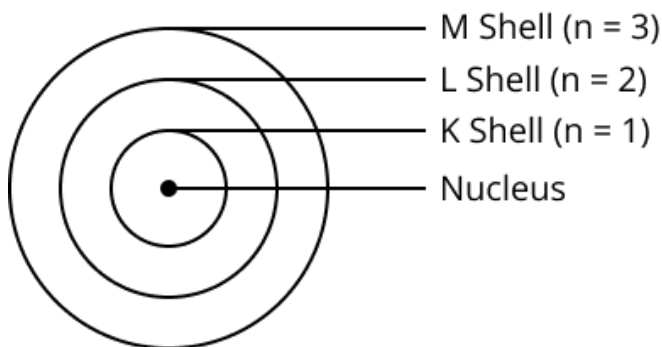 M Shell (n = 3)
L Shell (n = 2)
K Shell (n = 1)
Nucleus